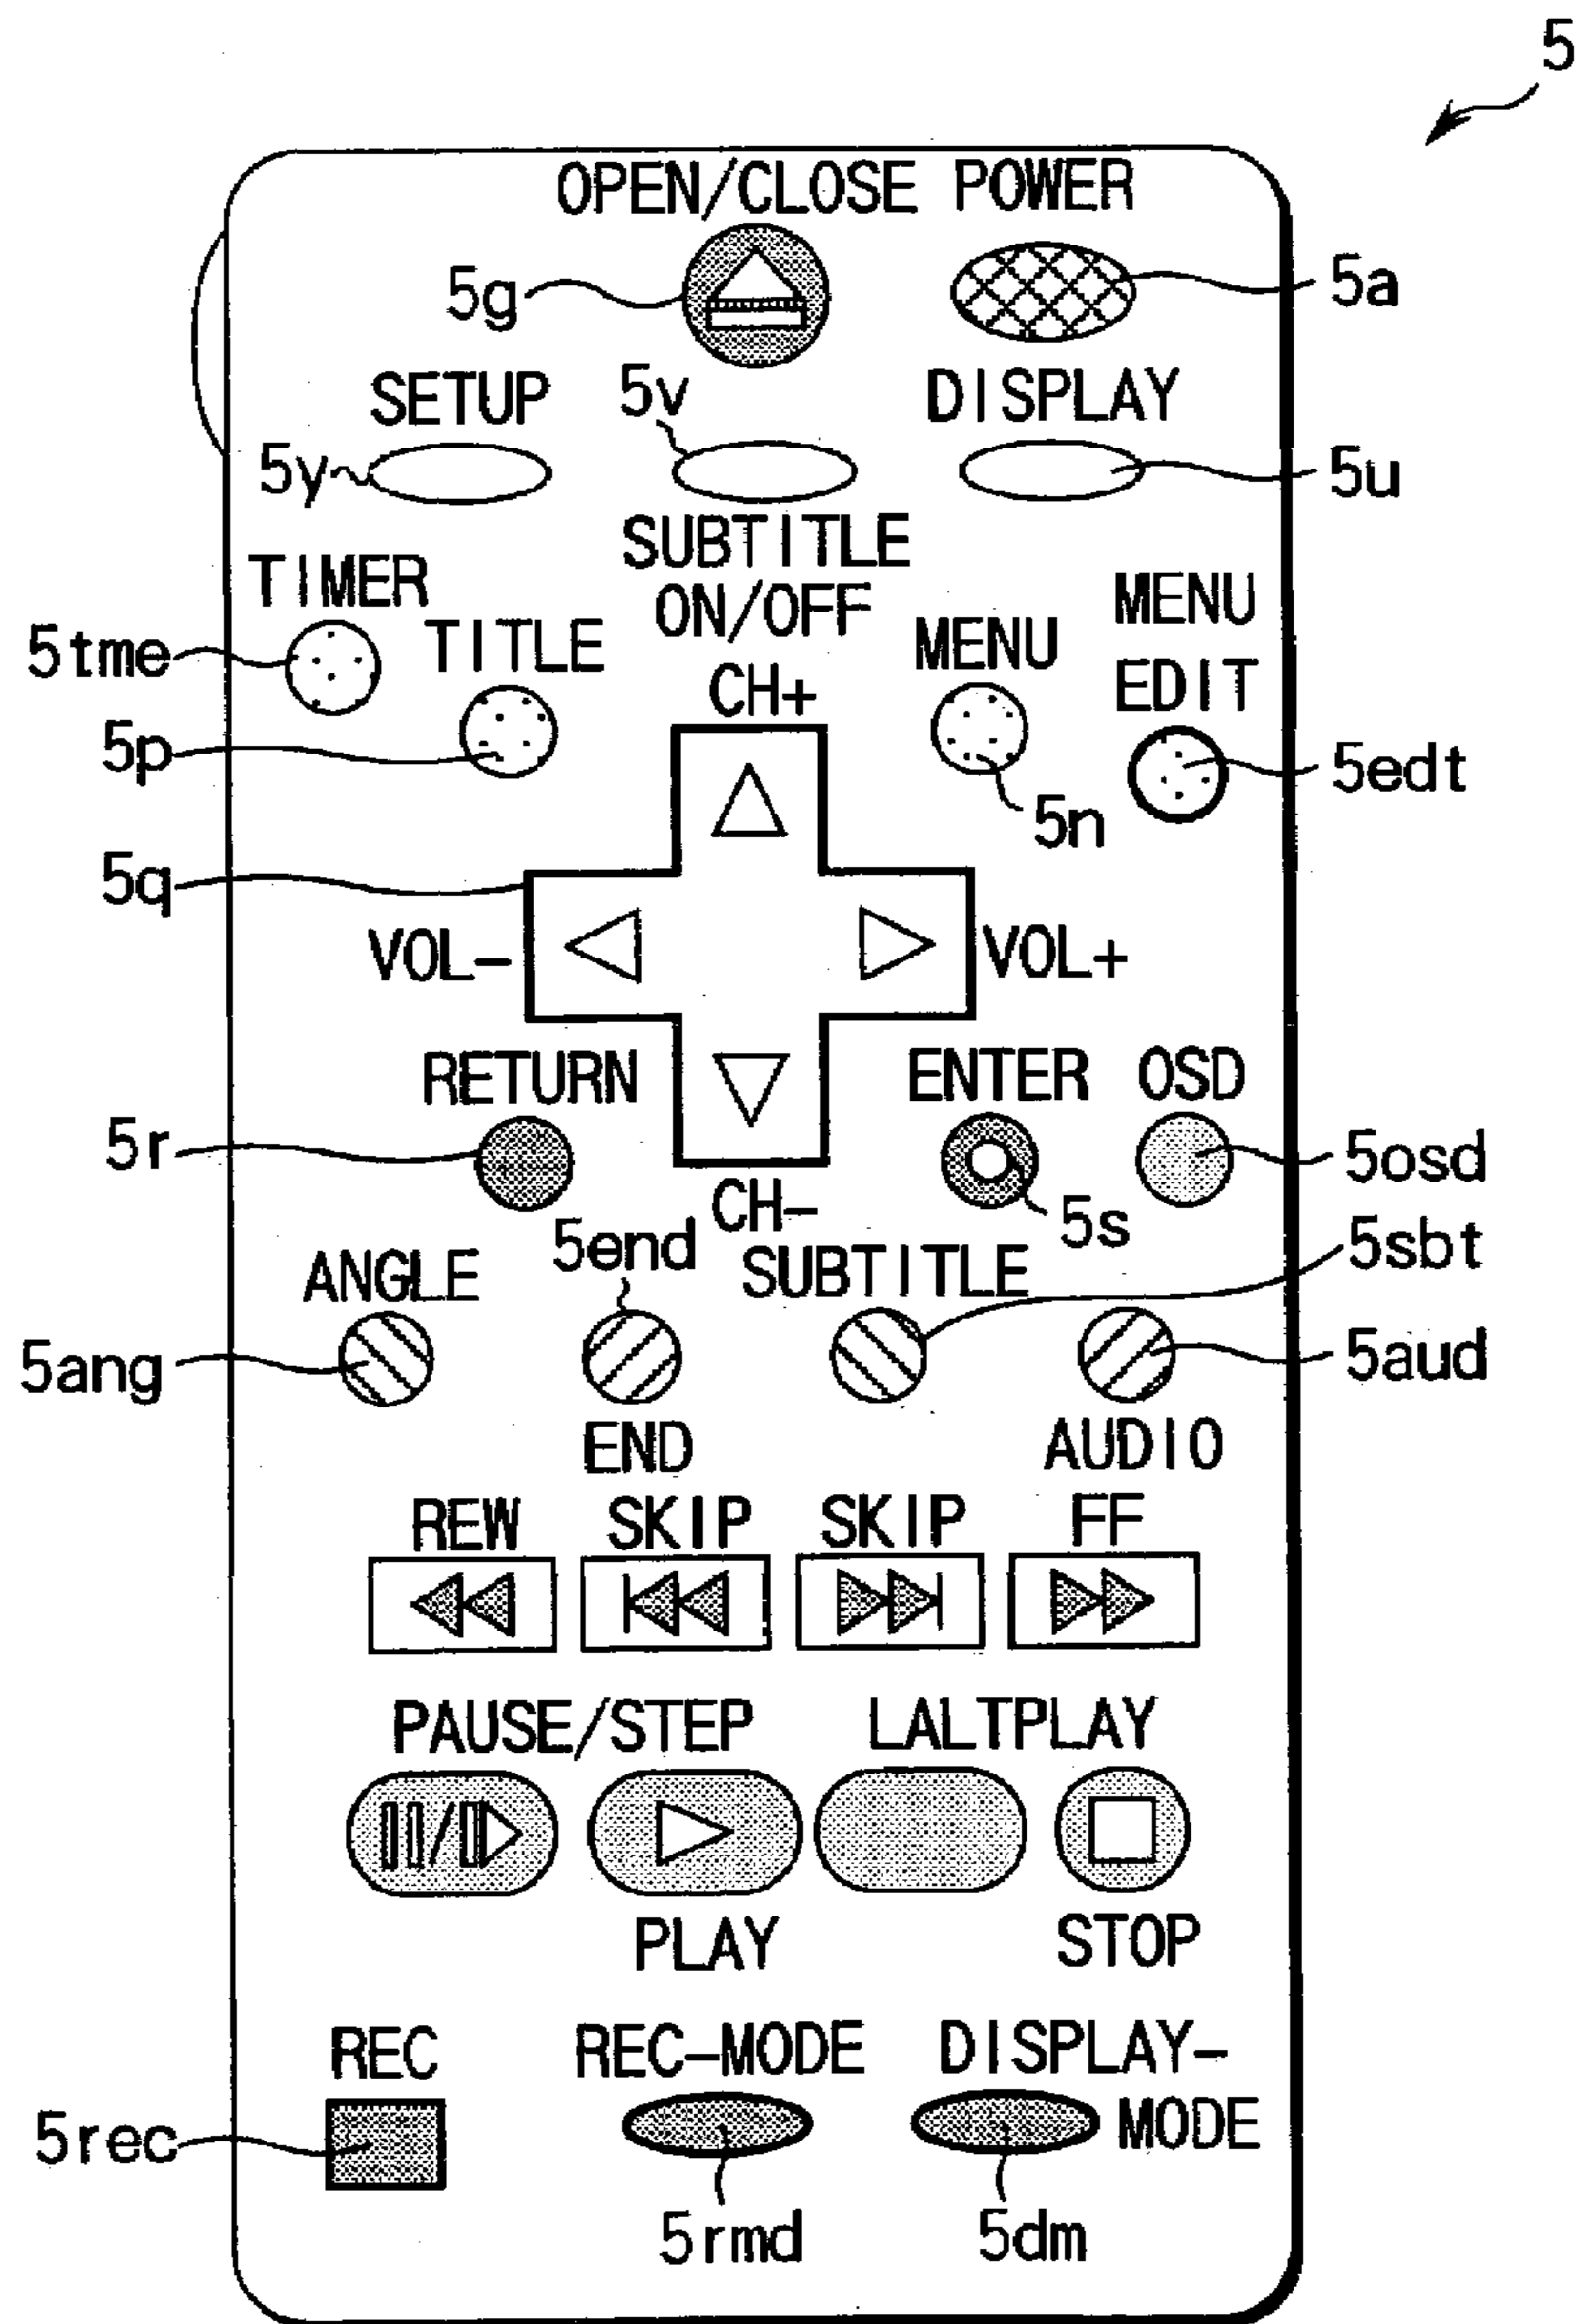 5
OPEN/CLOSE POWER
5g
5a
SETUP
5v
DISPLAY
5y
5u
SUBTITLE
ON/OFF
TIMER
TITLE
MENU
MENU
EDIT
5tme
CH+
5p
5n
5edt
5q
VOL-
VOL+
RETURN
ENTER
OSD
5r
5osd
CH-
5s
5sbt
ANGLE
5end
SUBTITLE
5ang
5aud
END
AUDIO
REW
SKIP
SKIP
FF
PAUSE/STEP
LALTPLAY
PLAY
STOP
REC
REC-MODE
DISPLAY-
MODE
5rec
5rmd
5dm